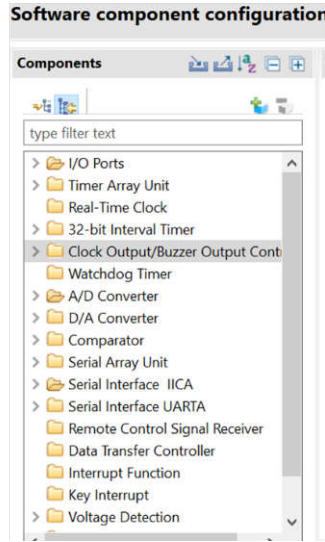 Software component configuration
Components
type filter text
I/O Ports
Timer Array Unit
Real-Time Clock
32-bit Interval Timer
Clock Output/Buzzer Output Contr
Watchdog Timer
A/D Converter
D/A Converter
Comparator
Serial Array Unit
Serial Interface IICA
Serial Interface UARTA
Remote Control Signal Receiver
Data Transfer Controller
Interrupt Function
Key Interrupt
Voltage Detection